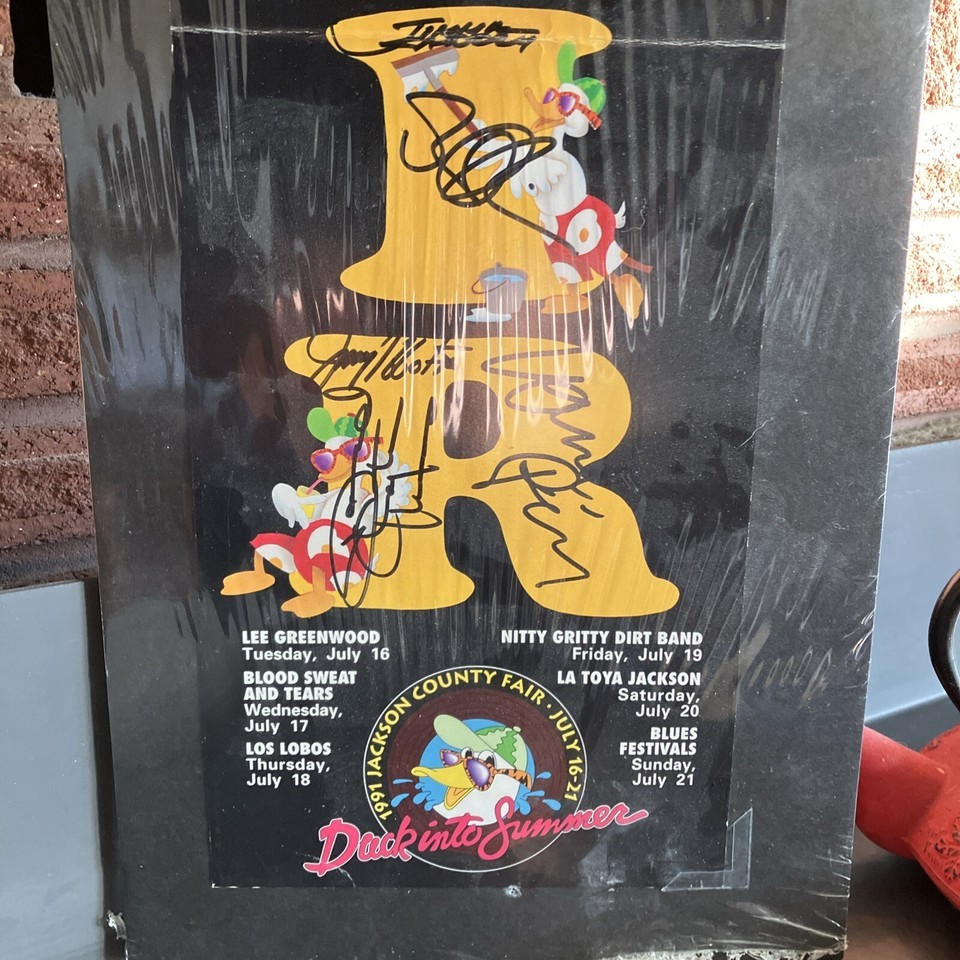 I
R
LEE GREENWOOD
Tuesday, July 16
BLOOD SWEAT
AND TEARS
Wednesday,
July 17
LOS LOBOS
Thursday,
July 18
NITTY GRITTY DIRT BAND
Friday, July 19
LA TOYA JACKSON
Saturday,
July 20
BLUES
FESTIVALS
Sunday,
July 21
1991 JACKSON COUNTY FAIR · JULY 16-21
Duck into Summer